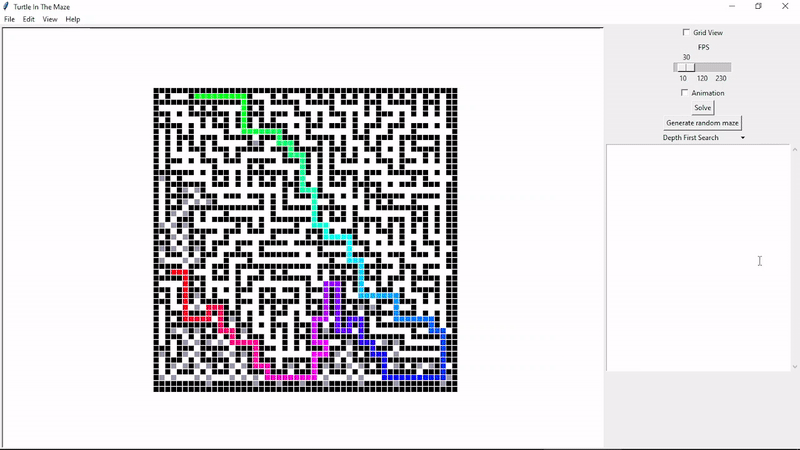 Turtle In The Maze
File Edit View Help
Grid View
FPS
30
10 120 230
Animation
Solve
Generate random maze
Depth First Search